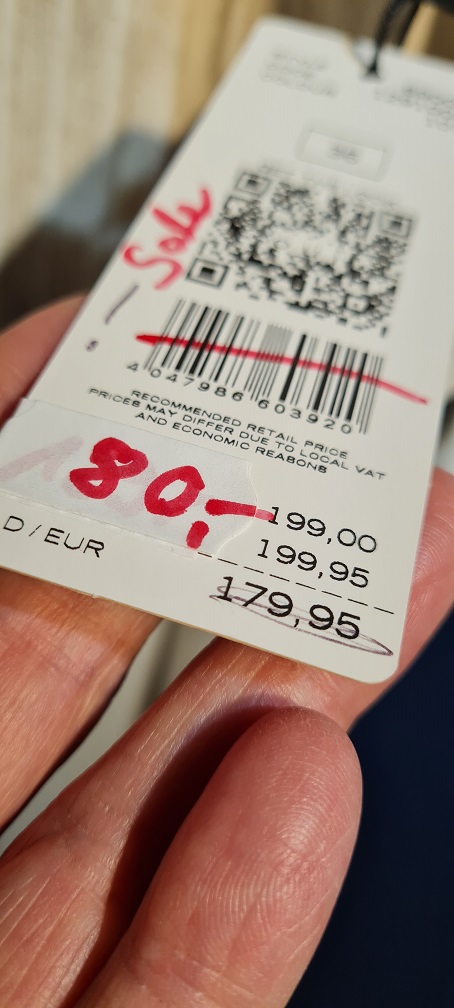 36
Sale
4 047986 603920
RECOMMENDED RETAIL PRICE
PRICES MAY DIFFER DUE TO LOCAL VAT
AND ECONOMIC REASONS
80,-
199,00
199,95
D/EUR
179,95